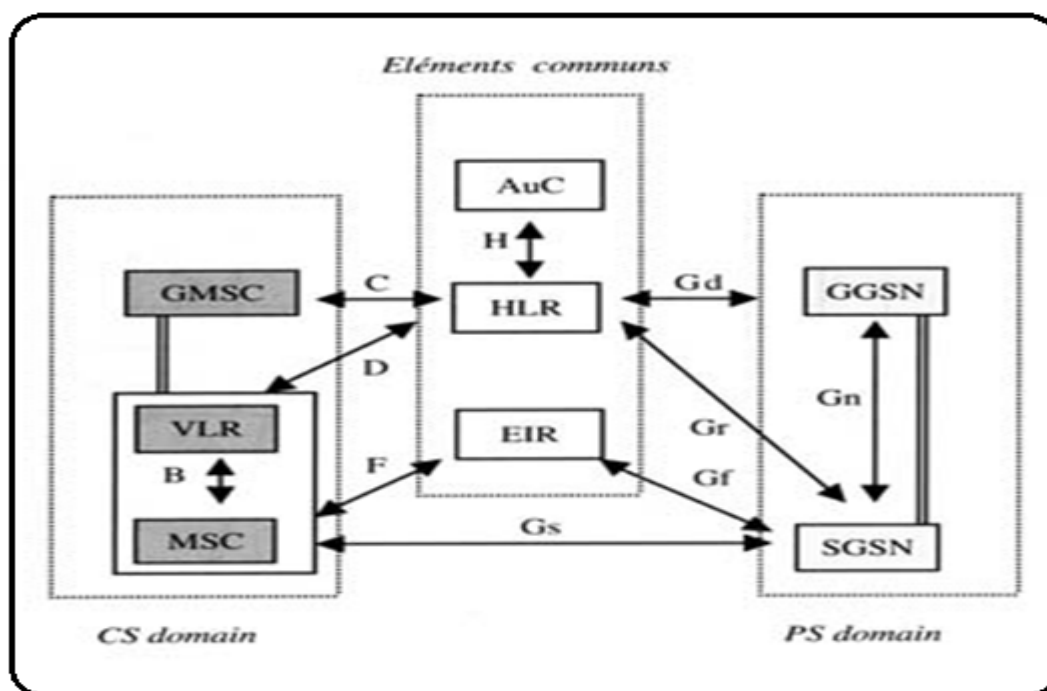 Eléments communs
AuC
H
GMSC
C
HLR
Gd
GGSN
D
Gn
VLR
EIR
Gr
B
F
Gf
MSC
Gs
SGSN
CS domain
PS domain